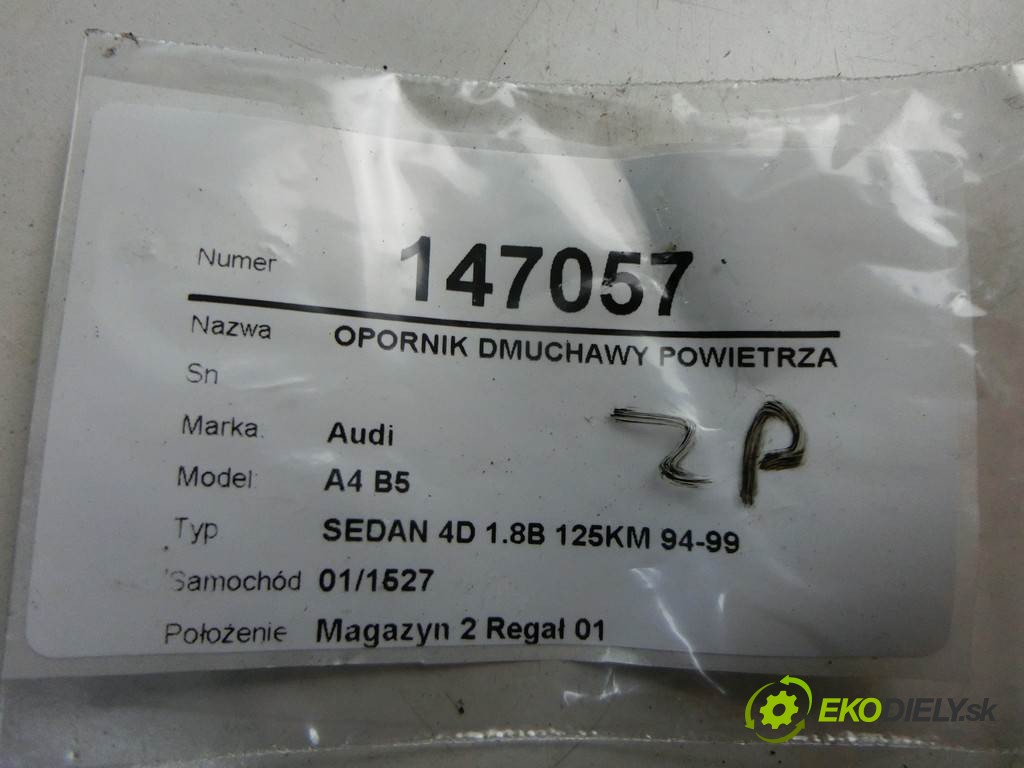 Numer 147057
Nazwa OPORNIK DMUCHAWY POWIETRZA
Sn
Marka Audi
ZP
Model A4 B5
Typ SEDAN 4D 1.8B 125KM 94-99
Samochód 01/1527
Położenie Magazyn 2 Regał 01
EKODIELY.sk